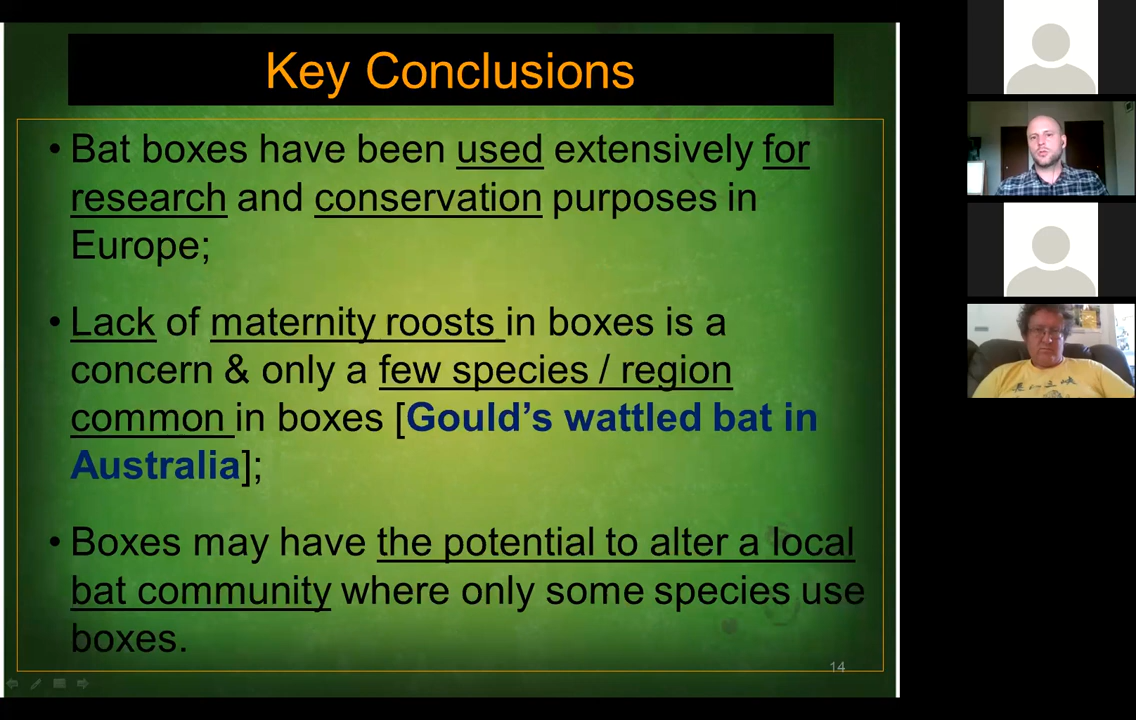 Key Conclusions
• Bat boxes have been used extensively for
research and conservation purposes in
Europe;
• Lack of maternity roosts in boxes is a
concern & only a few species / region
common in boxes [Gould’s wattled bat in
Australia];
• Boxes may have the potential to alter a local
bat community where only some species use
boxes.
14